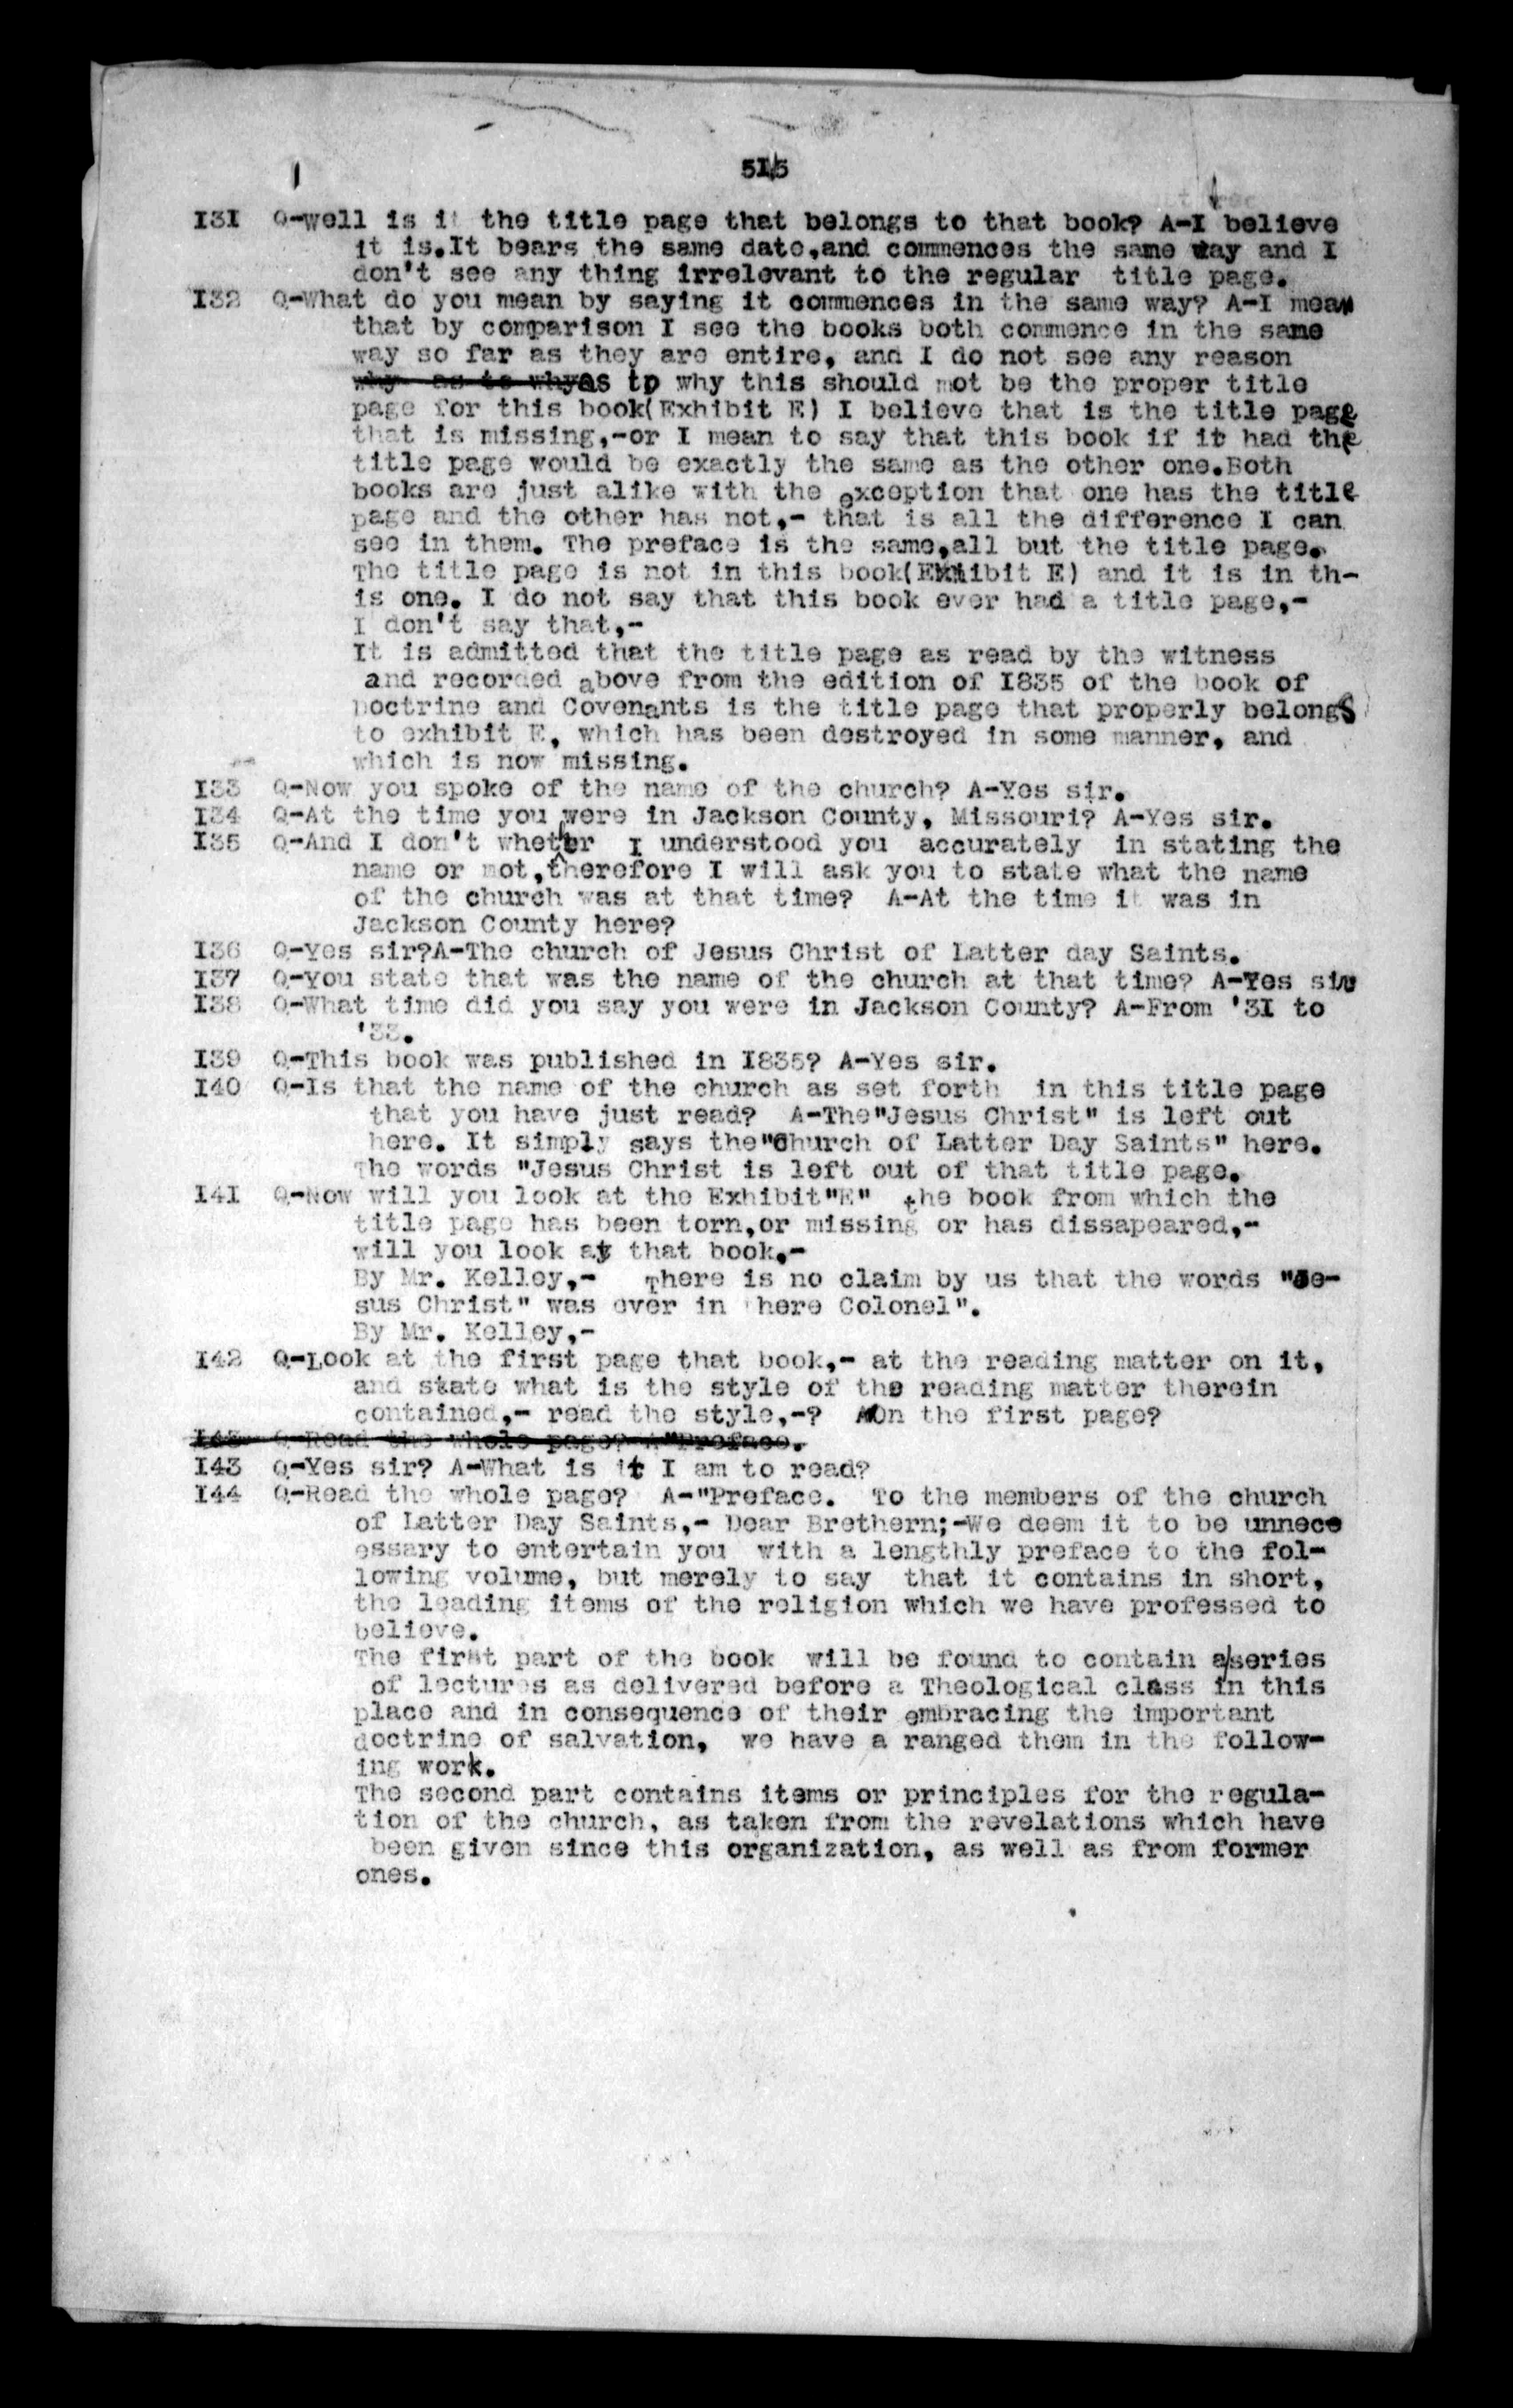 515
131 Q-Well is it the title page that belongs to that book? A-I believe
it is.It bears the same date,and commences the same way and I
don't see any thing irrelevant to the regular title page.
132 Q-What do you mean by saying it commences in the same way? A-I mean
that by comparison I see the books both commence in the same
way so far as they are entire, and I do not see any reason
why as to whyas to why this should not be the proper title
page for this book(Exhibit E) I believe that is the title page
that is missing,-or I mean to say that this book if it had the
title page would be exactly the same as the other one.Both
books are just alike with the exception that one has the title
page and the other has not,- that is all the difference I can
see in them. The preface is the same,all but the title page.
The title page is not in this book(Exhibit E) and it is in th-
is one. I do not say that this book ever had a title page,-
I don't say that,-
It is admitted that the title page as read by the witness
and recorded above from the edition of 1835 of the book of
Doctrine and Covenants is the title page that properly belongs
to exhibit E, which has been destroyed in some manner, and
which is now missing.
133 Q-Now you spoke of the name of the church? A-Yes sir.
134 Q-At the time you were in Jackson County, Missouri? A-Yes sir.
135 Q-And I don't whether I understood you accurately in stating the
name or not,therefore I will ask you to state what the name
of the church was at that time? A-At the time it was in
Jackson County here?
136 Q-Yes sir?A-The church of Jesus Christ of Latter day Saints.
137 Q-You state that was the name of the church at that time? A-Yes sir
138 Q-What time did you say you were in Jackson County? A-From '31 to
'33.
139 Q-This book was published in 1835? A-Yes sir.
140 Q-Is that the name of the church as set forth in this title page
that you have just read? A-The"Jesus Christ" is left out
here. It simply says the"Church of Latter Day Saints" here.
The words "Jesus Christ is left out of that title page.
141 Q-Now will you look at the Exhibit"E" the book from which the
title page has been torn,or missing or has dissapeared,-
will you look at that book,-
By Mr. Kelley,- There is no claim by us that the words "Je-
sus Christ" was ever in there Colonel".
By Mr. Kelley,-
142 Q-Look at the first page that book,- at the reading matter on it,
and state what is the style of the reading matter therein
contained,- read the style,-? A-On the first page?
143 Q-Read the whole page? A-"Preface.
143 Q-Yes sir? A-What is it I am to read?
144 Q-Read the whole page? A-"Preface. To the members of the church
of Latter Day Saints,- Dear Brethern;-We deem it to be unnece
essary to entertain you with a lengthly preface to the fol-
lowing volume, but merely to say that it contains in short,
the leading items of the religion which we have professed to
believe.
The first part of the book will be found to contain a series
of lectures as delivered before a Theological class in this
place and in consequence of their embracing the important
doctrine of salvation, we have a ranged them in the follow-
ing work.
The second part contains items or principles for the regula-
tion of the church, as taken from the revelations which have
been given since this organization, as well as from former
ones.